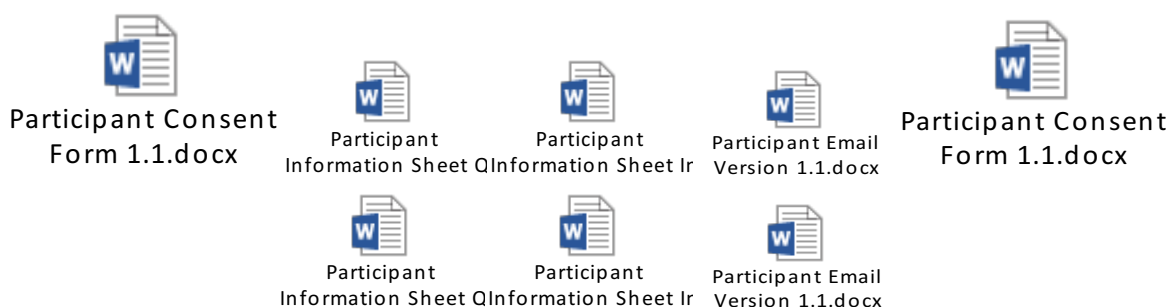 Participant Consent
Form 1.1.docx
Participant
Information Sheet Q
Participant
Information Sheet Ir
Participant Email
Version 1.1.docx
Participant Consent
Form 1.1.docx
Participant
Information Sheet Q
Participant
Information Sheet Ir
Participant Email
Version 1.1.docx